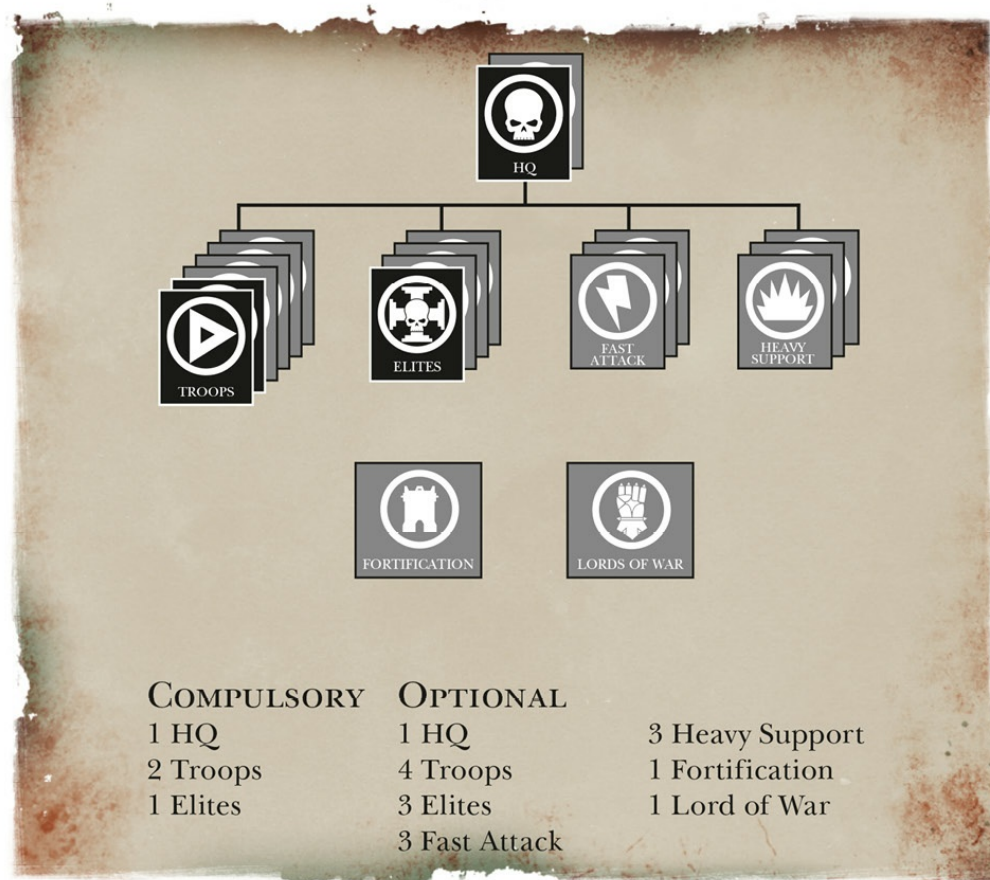 HQ
TROOPS
ELITES
FAST
ATTACK
HEAVY
SUPPORT
FORTIFICATION
LORDS OF WAR
COMPULSORY
1 HQ
2 Troops
1 Elites
OPTIONAL
1 HQ
4 Troops
3 Elites
3 Fast Attack
3 Heavy Support
1 Fortification
1 Lord of War